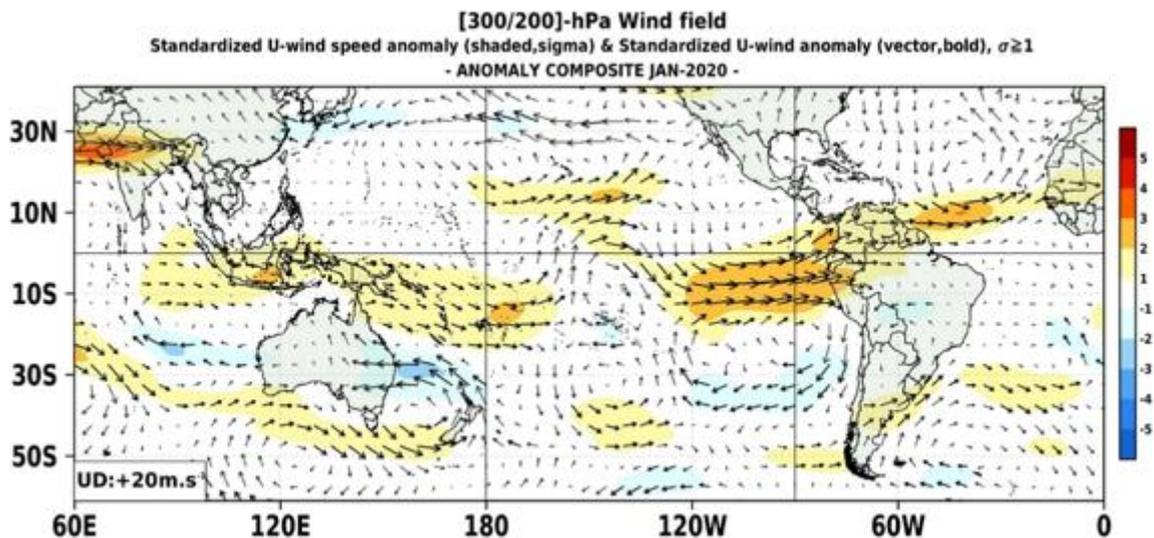 [300/200]-hPa Wind field
Standardized U-wind speed anomaly (shaded,sigma) & Standardized U-wind anomaly (vector,bold), σ≧1
- ANOMALY COMPOSITE JAN-2020 -
30N
10N
10S
30S
50S
UD:+20m.s
60E 120E 180 120W 60W 0
5
4
3
2
1
-1
-2
-3
-4
-5